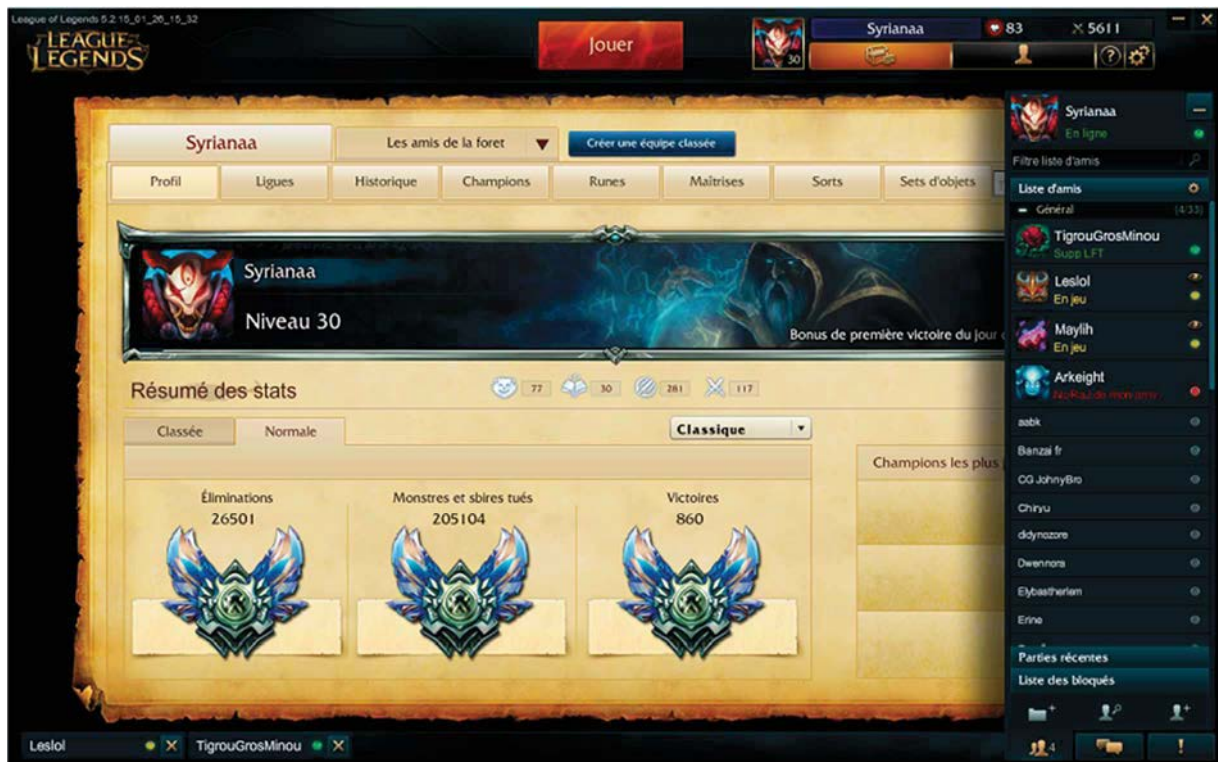 League of Legends 5.2 15_01_26_15_32
LEAGUE OF LEGENDS
Jouer
30
Syrianaa
83
5611
Syrianaa
En ligne
Filtre liste d'amis
Liste d'amis
Général (4/33)
TigrouGrosMinou
Supp LFT
Leslol
En jeu
Maylih
En jeu
Arkeight
aabk
Banzai fr
CG JohnyBro
Chiryu
didynozore
Dwennora
Elybastheriem
Erine
Parties récentes
Liste des bloqués
4
Syrianaa
Les amis de la foret
Créer une équipe classée
Profil
Ligues
Historique
Champions
Runes
Maîtrises
Sorts
Sets d'objets
Syrianaa
Niveau 30
Bonus de première victoire du jour
Résumé des stats
77
30
281
117
Classée
Normale
Classique
Champions les plus
Éliminations
26501
Monstres et sbires tués
205104
Victoires
860
Leslol
TigrouGrosMinou